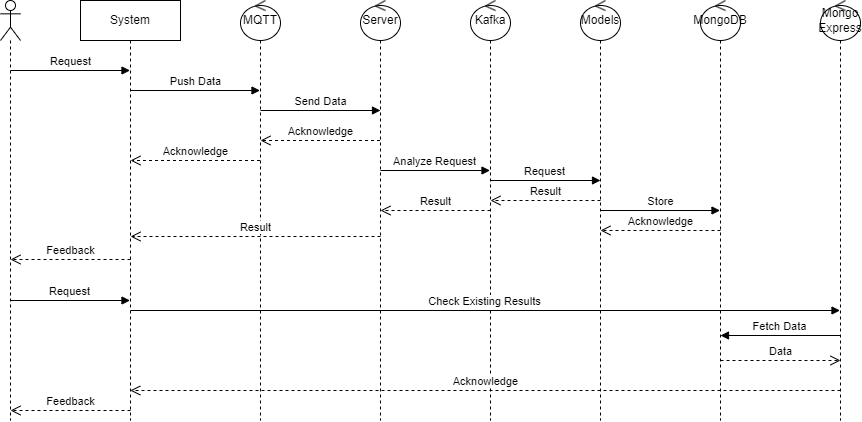 System
MQTT
Server
Kafka
Models
MongoDB
Mongo
Express
Request
Push Data
Send Data
Acknowledge
Acknowledge
Analyze Request
Request
Result
Result
Store
Acknowledge
Result
Feedback
Request
Check Existing Results
Fetch Data
Data
Acknowledge
Feedback